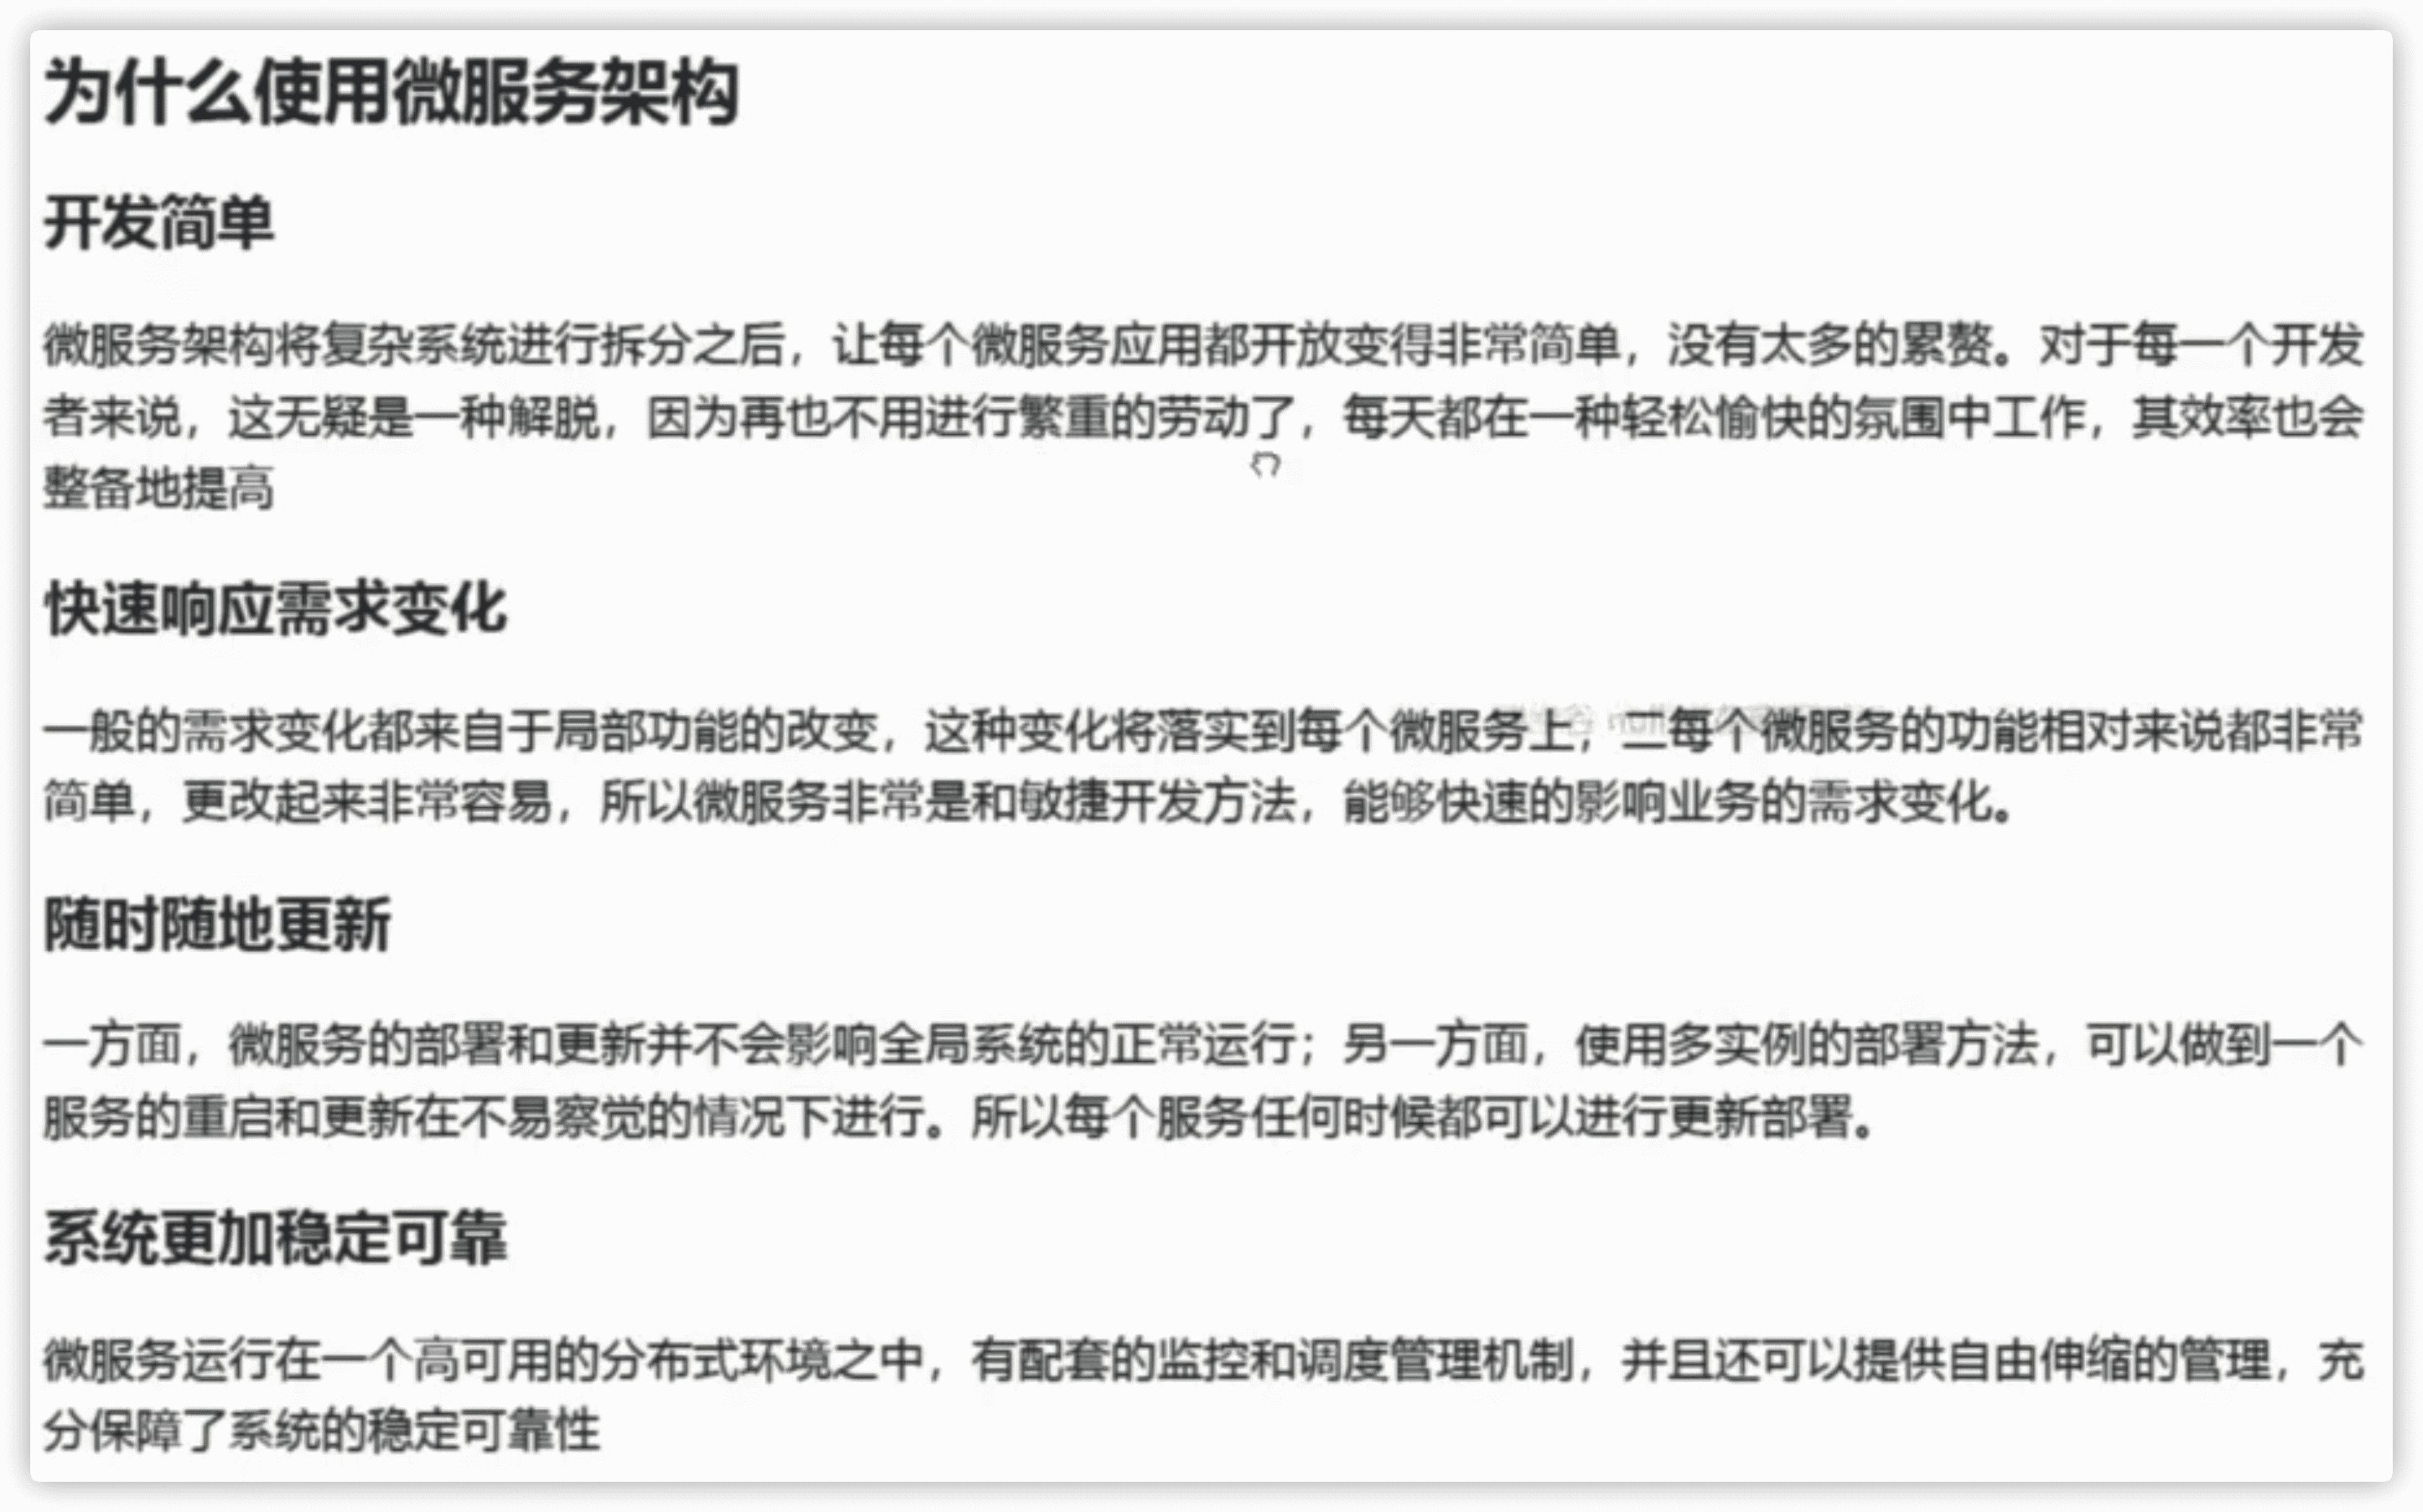 为什么使用微服务架构
开发简单
微服务架构将复杂系统进行拆分之后，让每个微服务应用都开放变得非常简单，没有太多的累赘。对于每一个开发
者来说，这无疑是一种解脱，因为再也不用进行繁重的劳动了，每天都在一种轻松愉快的氛围中工作，其效率也会
整备地提高
快速响应需求变化
一般的需求变化都来自于局部功能的改变，这种变化将落实到每个微服务上，二每个微服务的功能相对来说都非常
简单，更改起来非常容易，所以微服务非常是和敏捷开发方法，能够快速的影响业务的需求变化。
随时随地更新
一方面，微服务的部署和更新并不会影响全局系统的正常运行；另一方面，使用多实例的部署方法，可以做到一个
服务的重启和更新在不易察觉的情况下进行。所以每个服务任何时候都可以进行更新部署。
系统更加稳定可靠
微服务运行在一个高可用的分布式环境之中，有配套的监控和调度管理机制，并且还可以提供自由伸缩的管理，充
分保障了系统的稳定可靠性